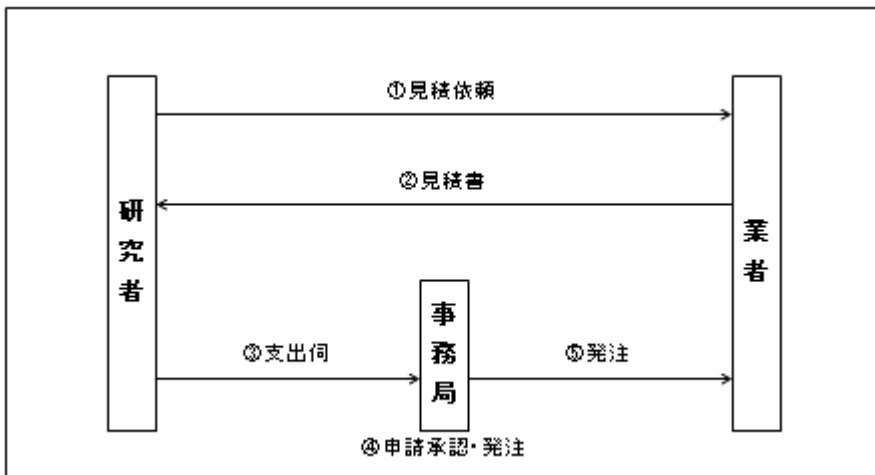 ①見積依頼
②見積書
研究者
業者
事務局
③支出伺
⑤発注
④申請承認・発注